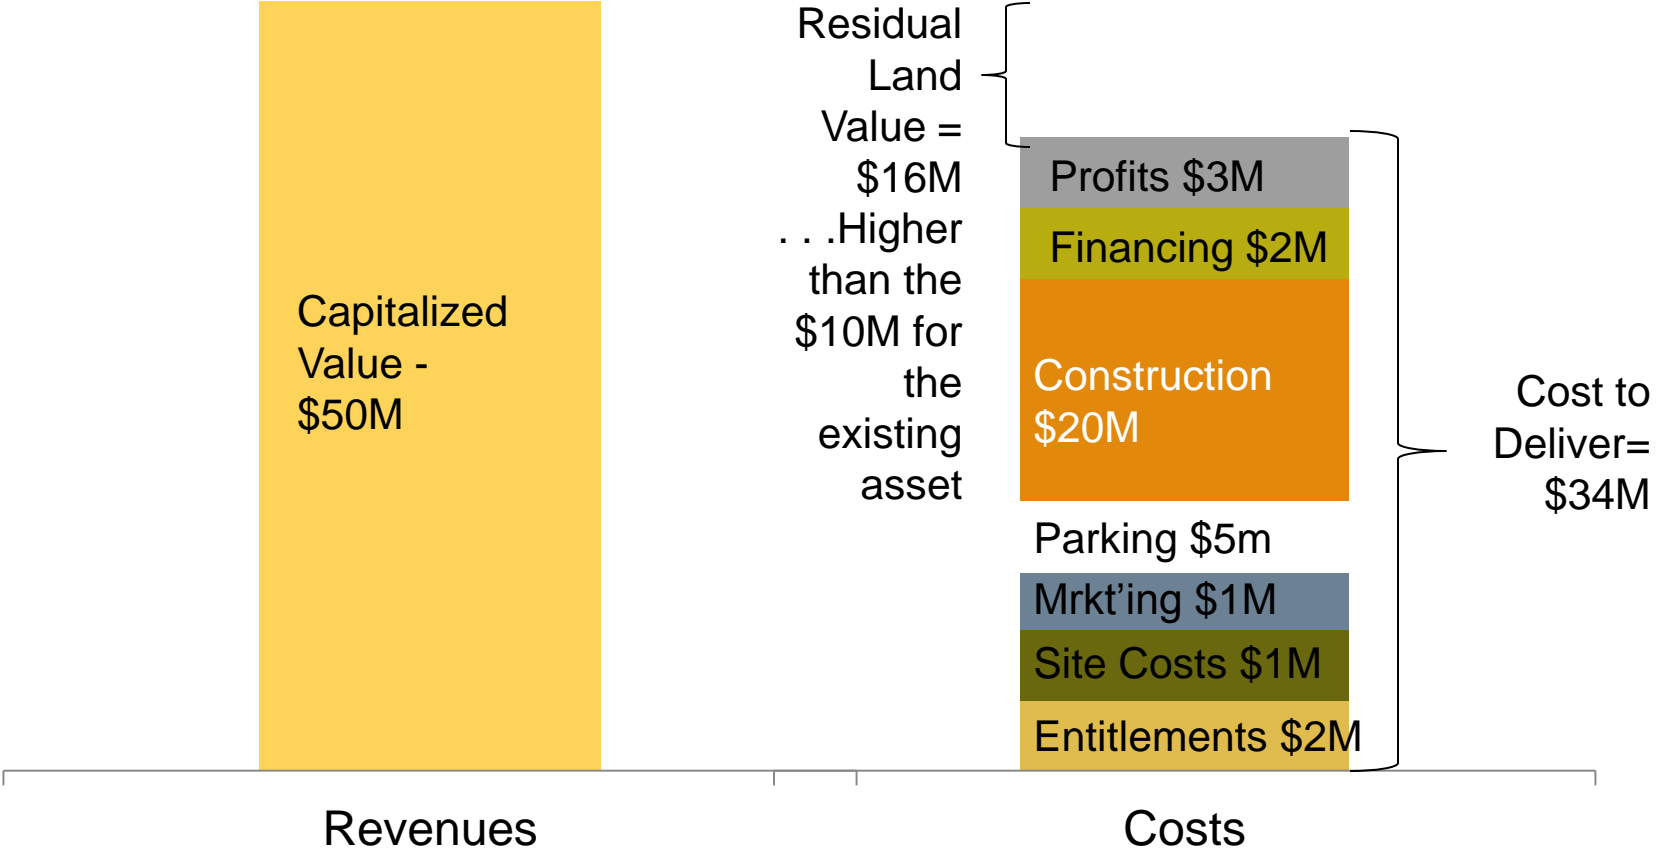 Capitalized
Value -
$50M
Residual
Land
Value =
$16M
. . .Higher
than the
$10M for
the
existing
asset
Profits $3M
Financing $2M
Construction
$20M
Parking $5m
Mrkt’ing $1M
Site Costs $1M
Entitlements $2M
Cost to
Deliver=
$34M
Revenues
Costs